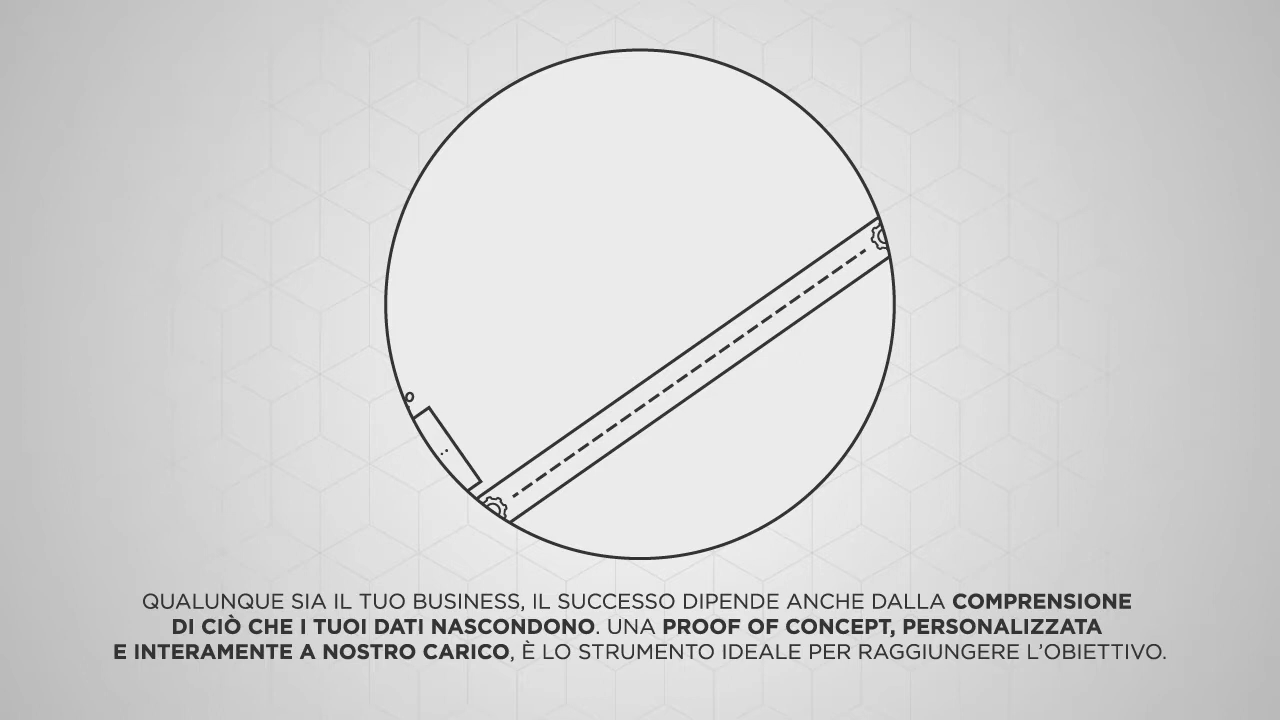 QUALUNQUE SIA IL TUO BUSINESS, IL SUCCESSO DIPENDE ANCHE DALLA COMPRENSIONE
DI CIÒ CHE I TUOI DATI NASCONDONO. UNA PROOF OF CONCEPT, PERSONALIZZATA
E INTERAMENTE A NOSTRO CARICO, È LO STRUMENTO IDEALE PER RAGGIUNGERE L’OBIETTIVO.